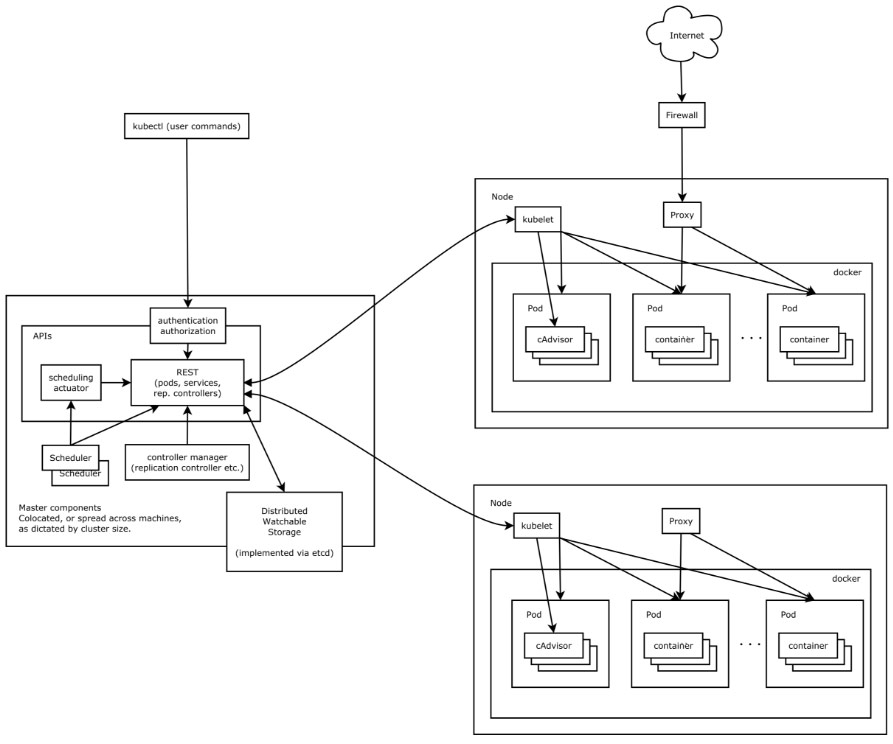 Internet
Firewall
kubectl (user commands)
authentication
authorization
APIs
REST
(pods, services,
rep. controllers)
scheduling
actuator
Scheduler
Scheduler
controller manager
(replication controller etc.)
Distributed
Watchable
Storage
(implemented via etcd)
Master components
Colocated, or spread across machines,
as dictated by cluster size.
Node
kubelet
Proxy
docker
Pod
cAdvisor
Pod
container
. . .
Pod
container
Node
kubelet
Proxy
docker
Pod
cAdvisor
Pod
container
. . .
Pod
container